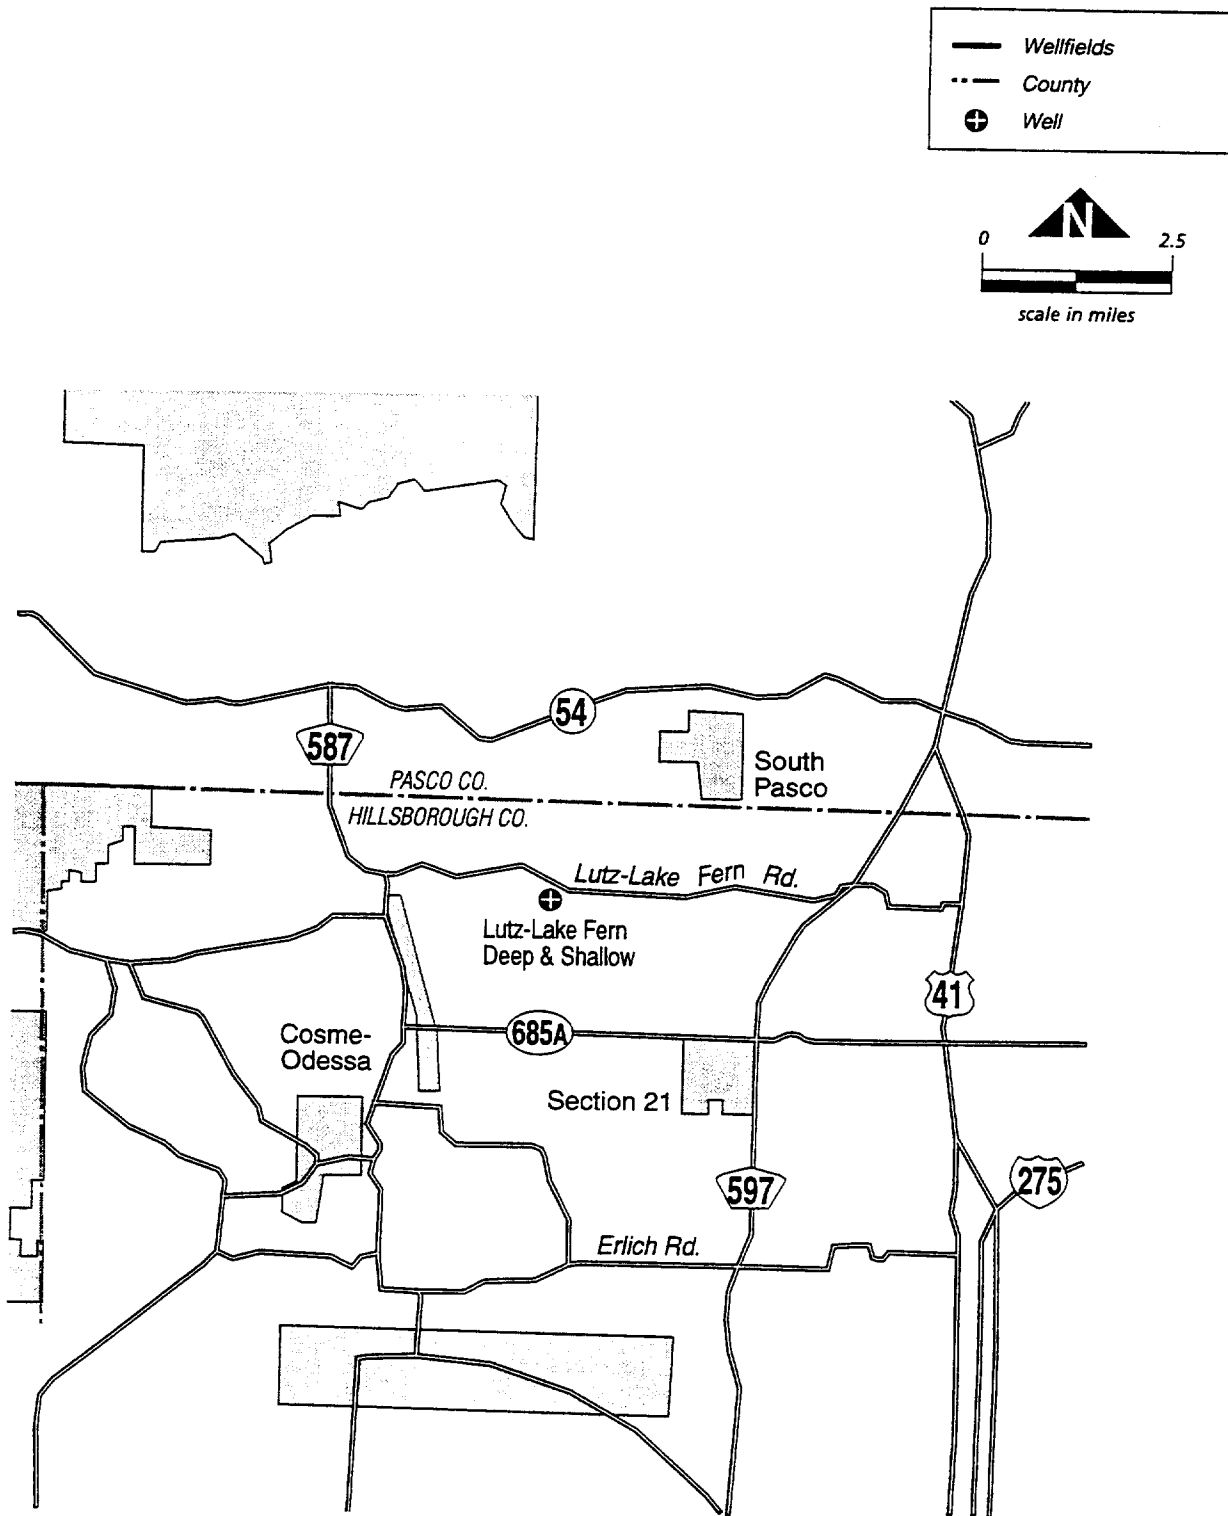 Wellfields
County
Well
N
0 2.5
scale in miles
54
587
South
Pasco
PASCO CO.
HILLSBOROUGH CO.
Lutz-Lake Fern Rd.
Lutz-Lake Fern
Deep & Shallow
41
685A
Cosme-
Odessa
Section 21
275
597
Erlich Rd.